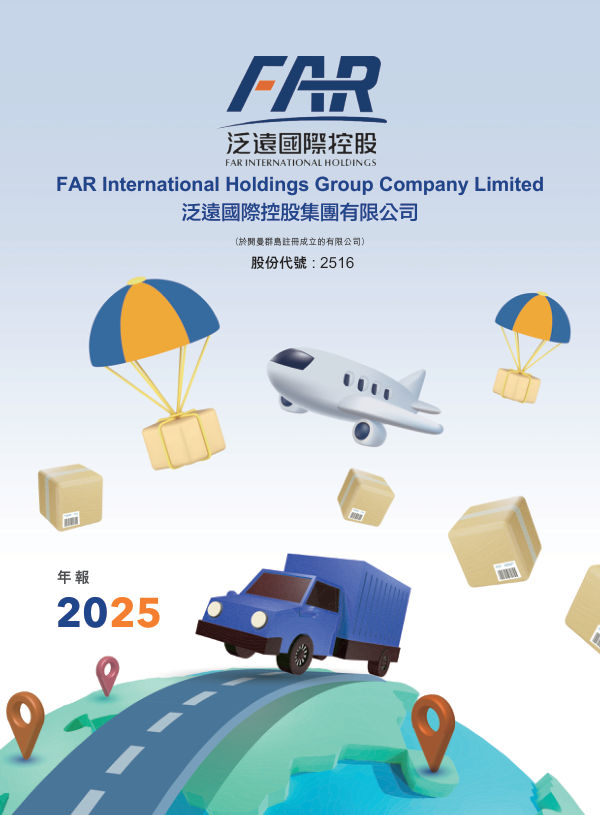 FAR
泛遠國際控股
FAR INTERNATIONAL HOLDINGS
FAR International Holdings Group Company Limited
泛遠國際控股集團有限公司
(於開曼群島註冊成立的有限公司)
股份代號 : 2516
年報
2025